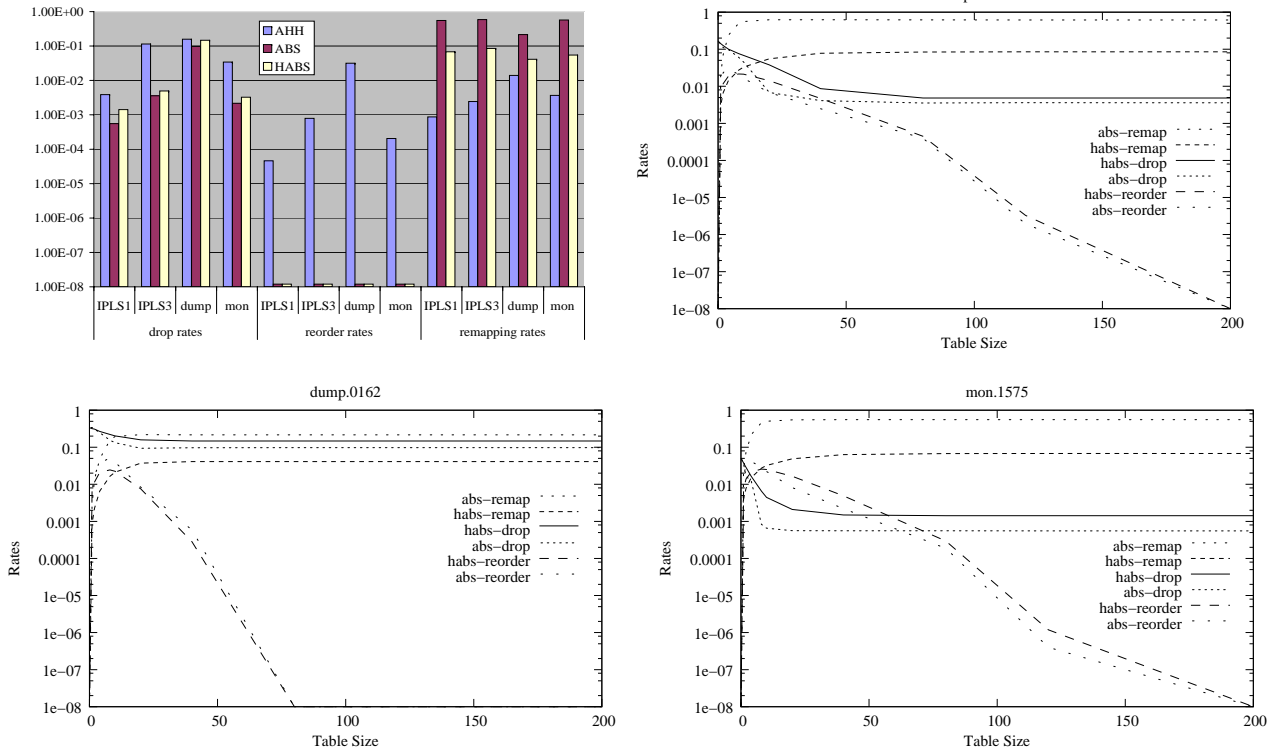 1.00E+00
1.00E-01
1.00E-02
1.00E-03
1.00E-04
1.00E-05
1.00E-06
1.00E-07
1.00E-08
AHH
ABS
HABS
IPLS1 IPLS3 dump mon IPLS1 IPLS3 dump mon IPLS1 IPLS3 dump mon
drop rates reorder rates remapping rates
1
0.1
0.01
0.001
0.0001
1e-05
1e-06
1e-07
1e-08
Rates
abs-remap
habs-remap
habs-drop
abs-drop
habs-reorder
abs-reorder
0 50 100 150 200
Table Size
dump.0162
1
0.1
0.01
0.001
0.0001
1e-05
1e-06
1e-07
1e-08
Rates
abs-remap
habs-remap
habs-drop
abs-drop
habs-reorder
abs-reorder
0 50 100 150 200
Table Size
mon.1575
1
0.1
0.01
0.001
0.0001
1e-05
1e-06
1e-07
1e-08
Rates
abs-remap
habs-remap
habs-drop
abs-drop
habs-reorder
abs-reorder
0 50 100 150 200
Table Size